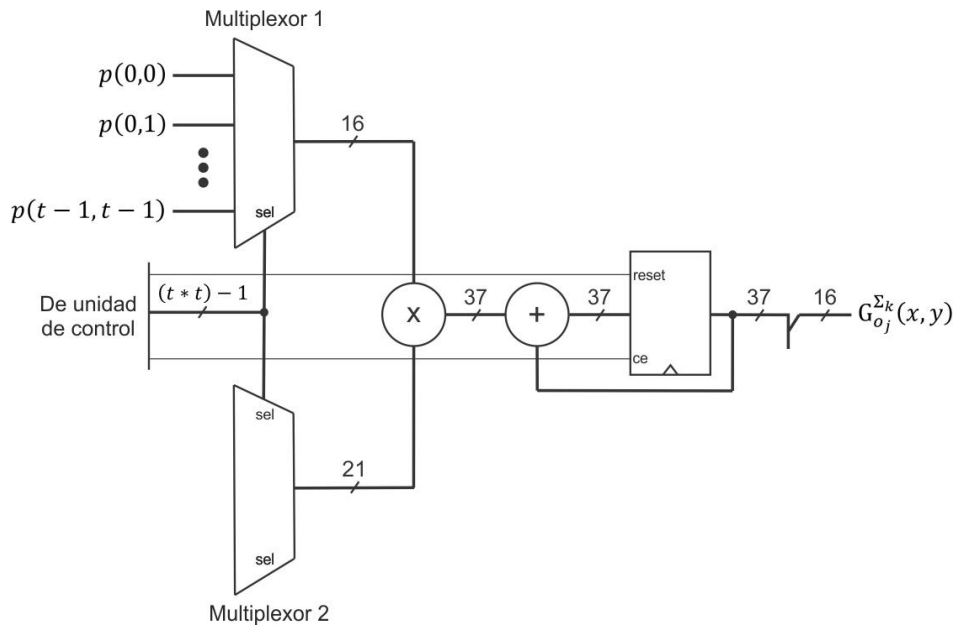 Multiplexor 1
p(0,0)
p(0,1)
p(t − 1, t − 1)
sel
16
De unidad
de control
(t ∗ t) − 1
x
37
+
37
reset
ce
37
16
G_{o_j}^{Σ_k}(x, y)
sel
21
sel
Multiplexor 2